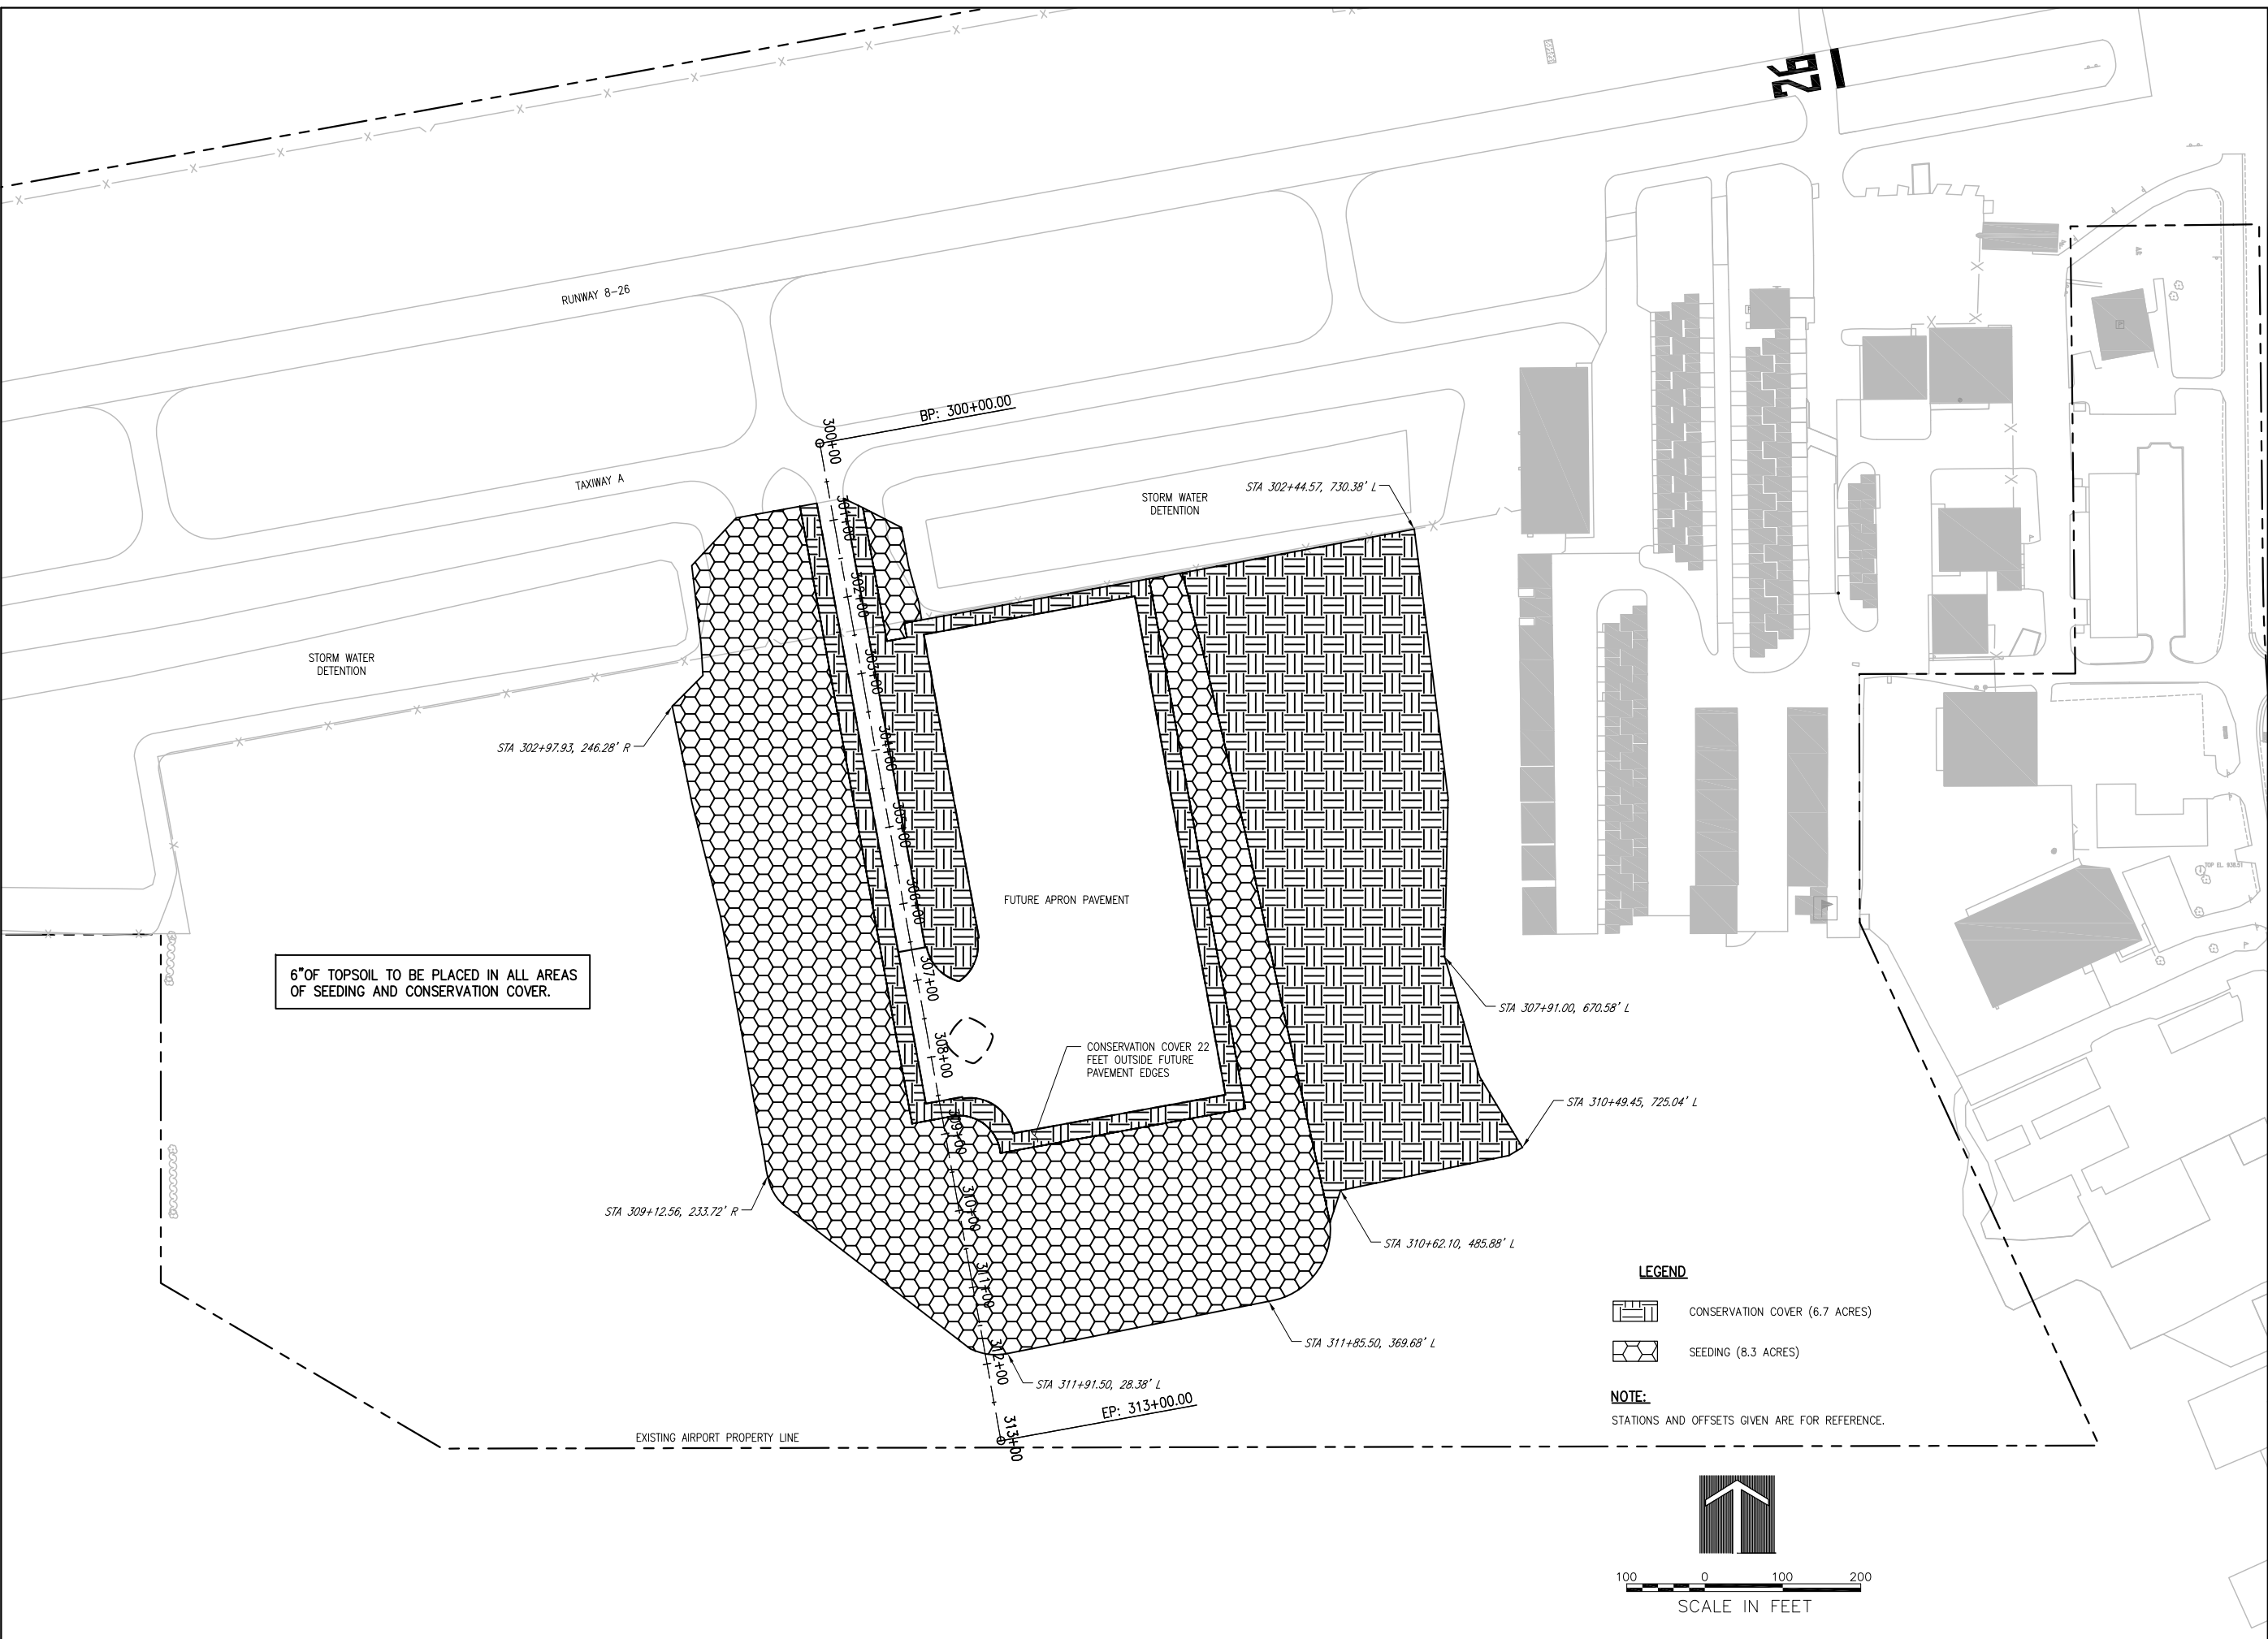 26
RUNWAY 8-26
BP: 300+00.00
TAXIWAY A
300+00
301+00
302+00
303+00
304+00
305+00
306+00
307+00
308+00
309+00
310+00
311+00
312+00
313+00
STORM WATER
DETENTION
STA 302+44.57, 730.38' L
STORM WATER
DETENTION
STA 302+97.93, 246.28' R
FUTURE APRON PAVEMENT
TOP EL. 938.51
6"OF TOPSOIL TO BE PLACED IN ALL AREAS
OF SEEDING AND CONSERVATION COVER.
STA 307+91.00, 670.58' L
CONSERVATION COVER 22
FEET OUTSIDE FUTURE
PAVEMENT EDGES
STA 310+49.45, 725.04' L
STA 309+12.56, 233.72' R
STA 310+62.10, 485.88' L
STA 311+85.50, 369.68' L
STA 311+91.50, 28.38' L
EP: 313+00.00
EXISTING AIRPORT PROPERTY LINE
LEGEND
CONSERVATION COVER (6.7 ACRES)
SEEDING (8.3 ACRES)
NOTE:
STATIONS AND OFFSETS GIVEN ARE FOR REFERENCE.
100 0 100 200
SCALE IN FEET